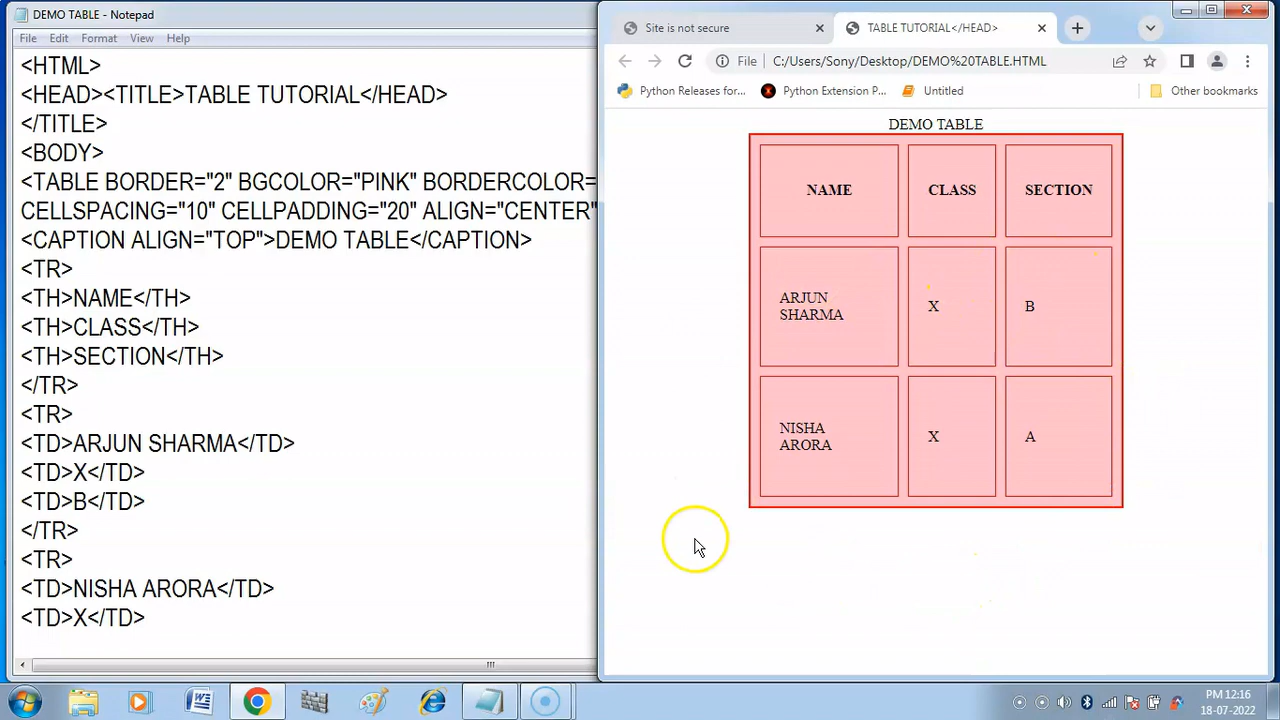 DEMO TABLE - Notepad
File Edit Format View Help
<HTML>
<HEAD><TITLE>TABLE TUTORIAL</HEAD>
</TITLE>
<BODY>
<TABLE BORDER="2" BGCOLOR="PINK" BORDERCOLOR=
CELLSPACING="10" CELLPADDING="20" ALIGN="CENTER"
<CAPTION ALIGN="TOP">DEMO TABLE</CAPTION>
<TR>
<TH>NAME</TH>
<TH>CLASS</TH>
<TH>SECTION</TH>
</TR>
<TR>
<TD>ARJUN SHARMA</TD>
<TD>X</TD>
<TD>B</TD>
</TR>
<TR>
<TD>NISHA ARORA</TD>
<TD>X</TD>
Site is not secure
TABLE TUTORIAL</HEAD>
File C:/Users/Sony/Desktop/DEMO%20TABLE.HTML
Python Releases for... Python Extension P... Untitled Other bookmarks
DEMO TABLE
NAME CLASS SECTION
ARJUN
SHARMA
X
B
NISHA
ARORA
X
A
PM 12:16
18-07-2022